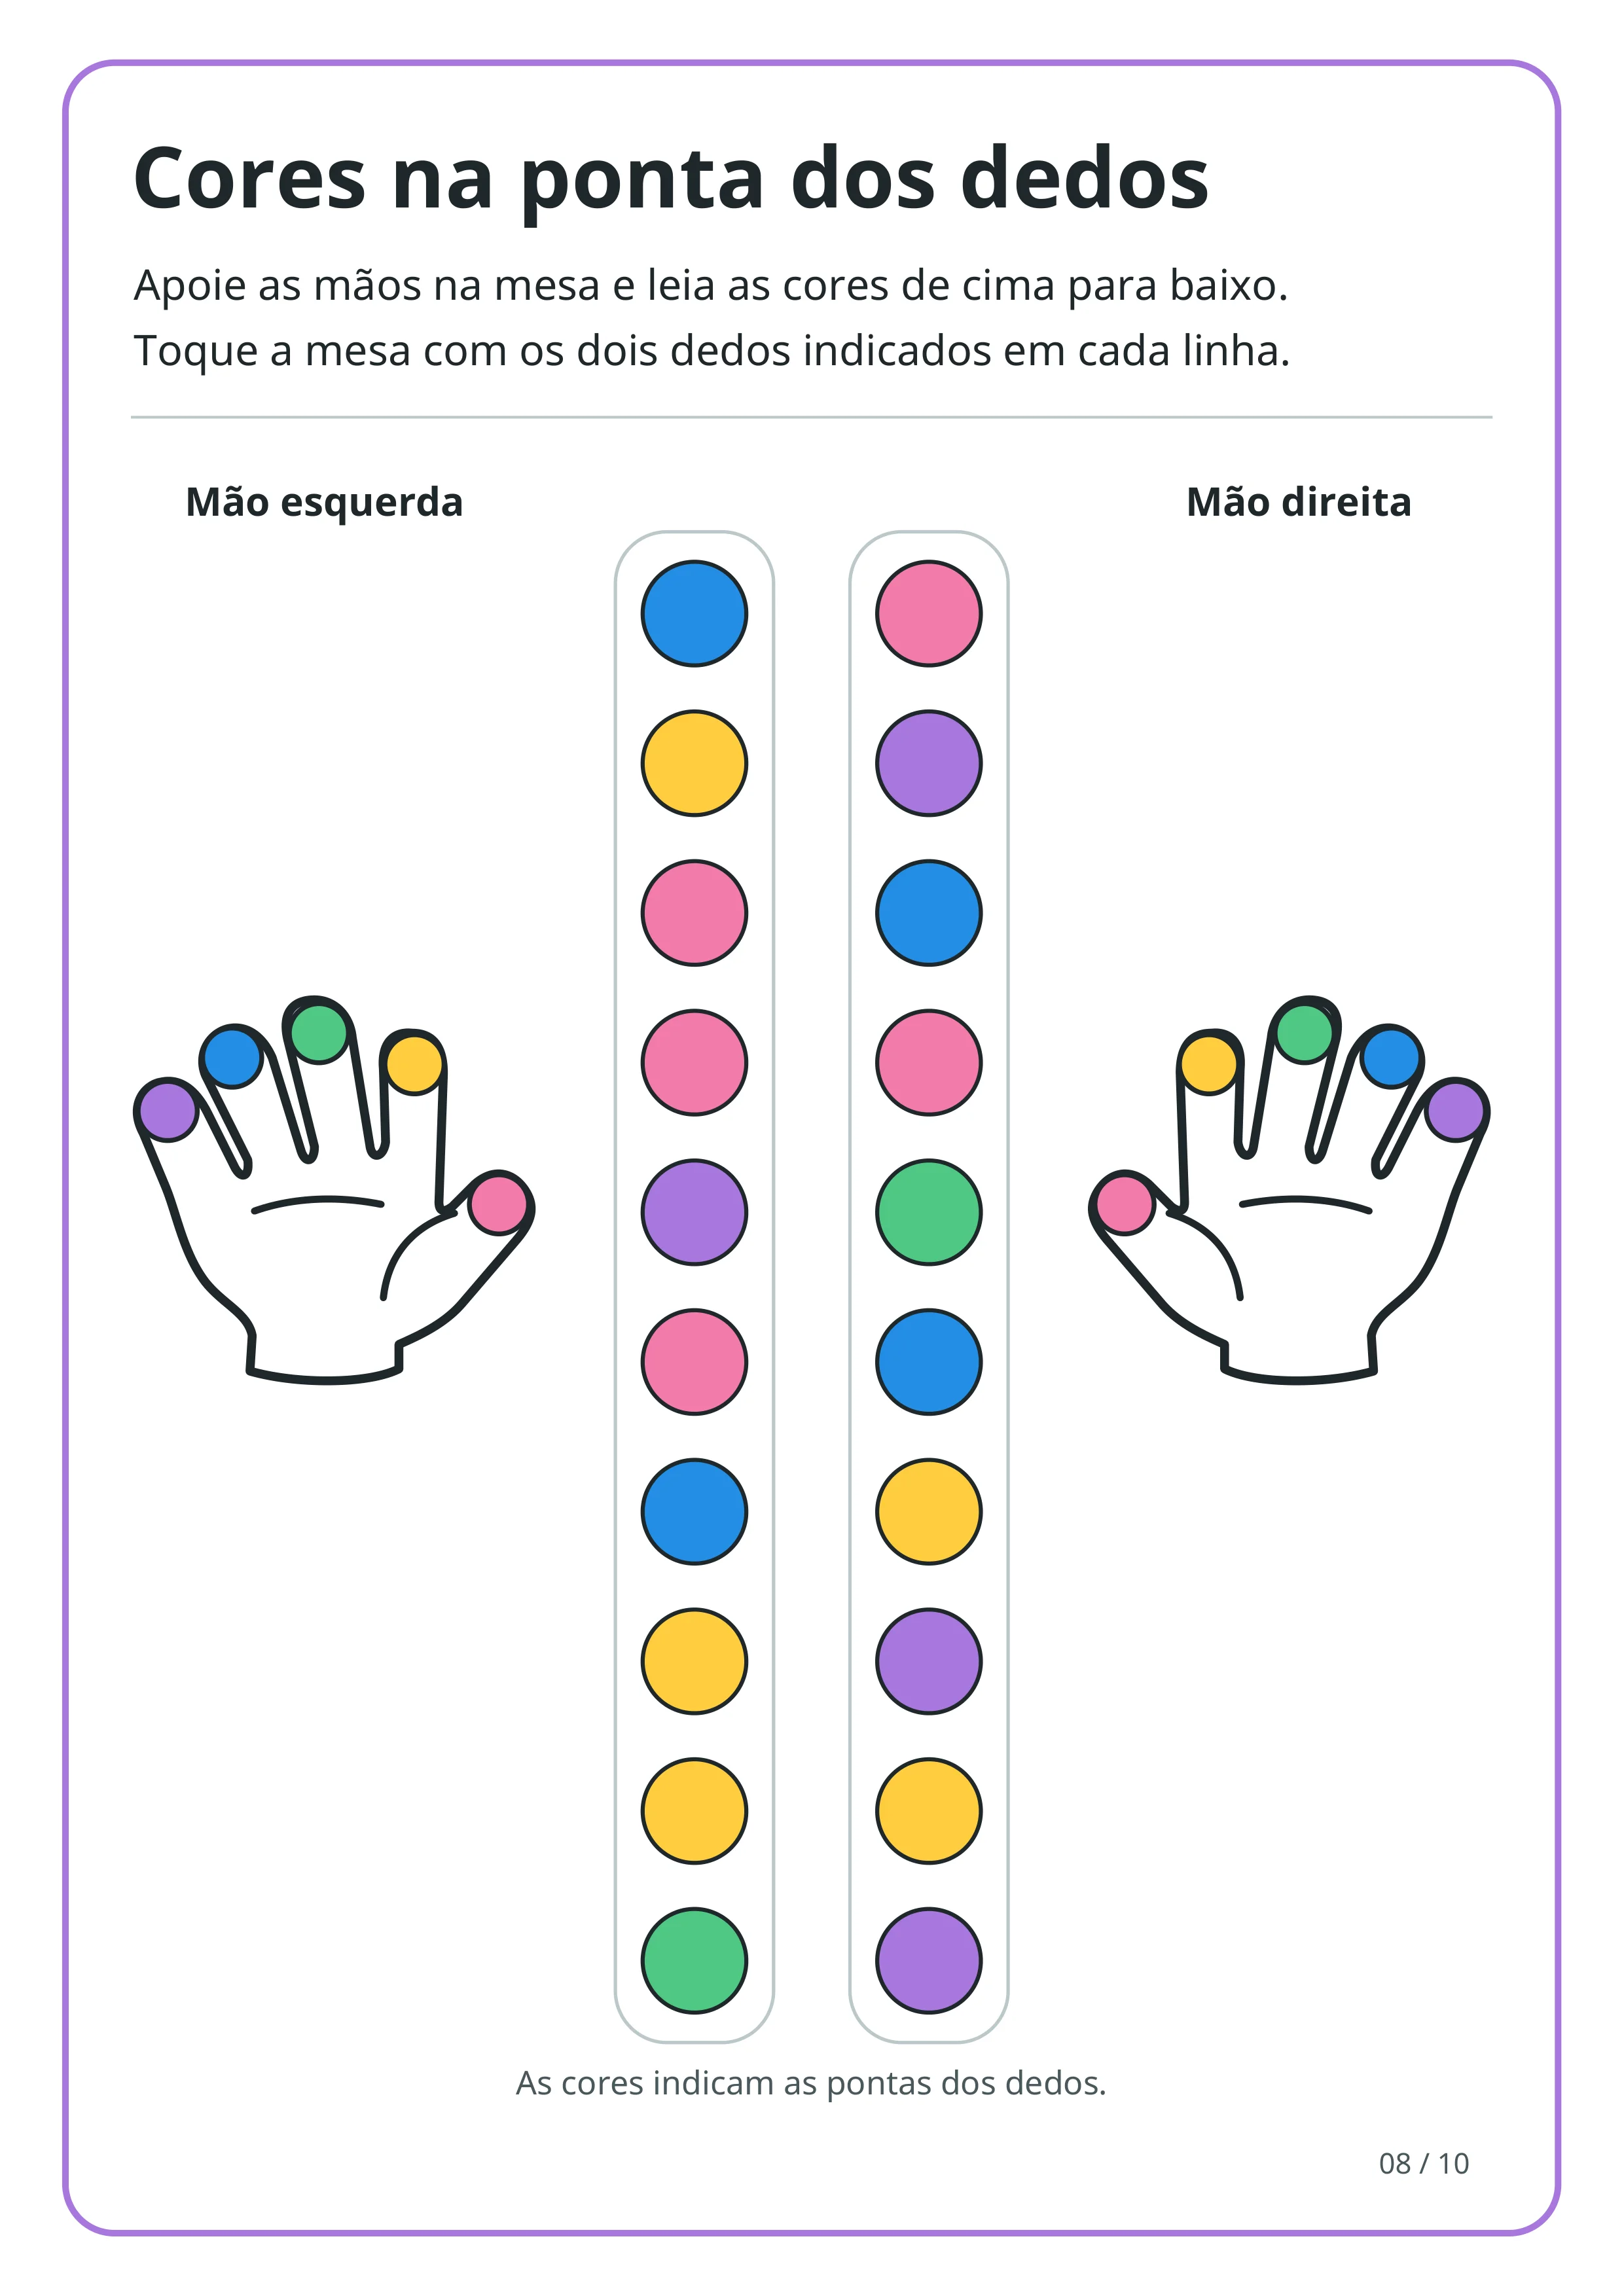 Cores na ponta dos dedos
Apoie as mãos na mesa e leia as cores de cima para baixo.
Toque a mesa com os dois dedos indicados em cada linha.
Mão esquerda
Mão direita
As cores indicam as pontas dos dedos.
08 / 10